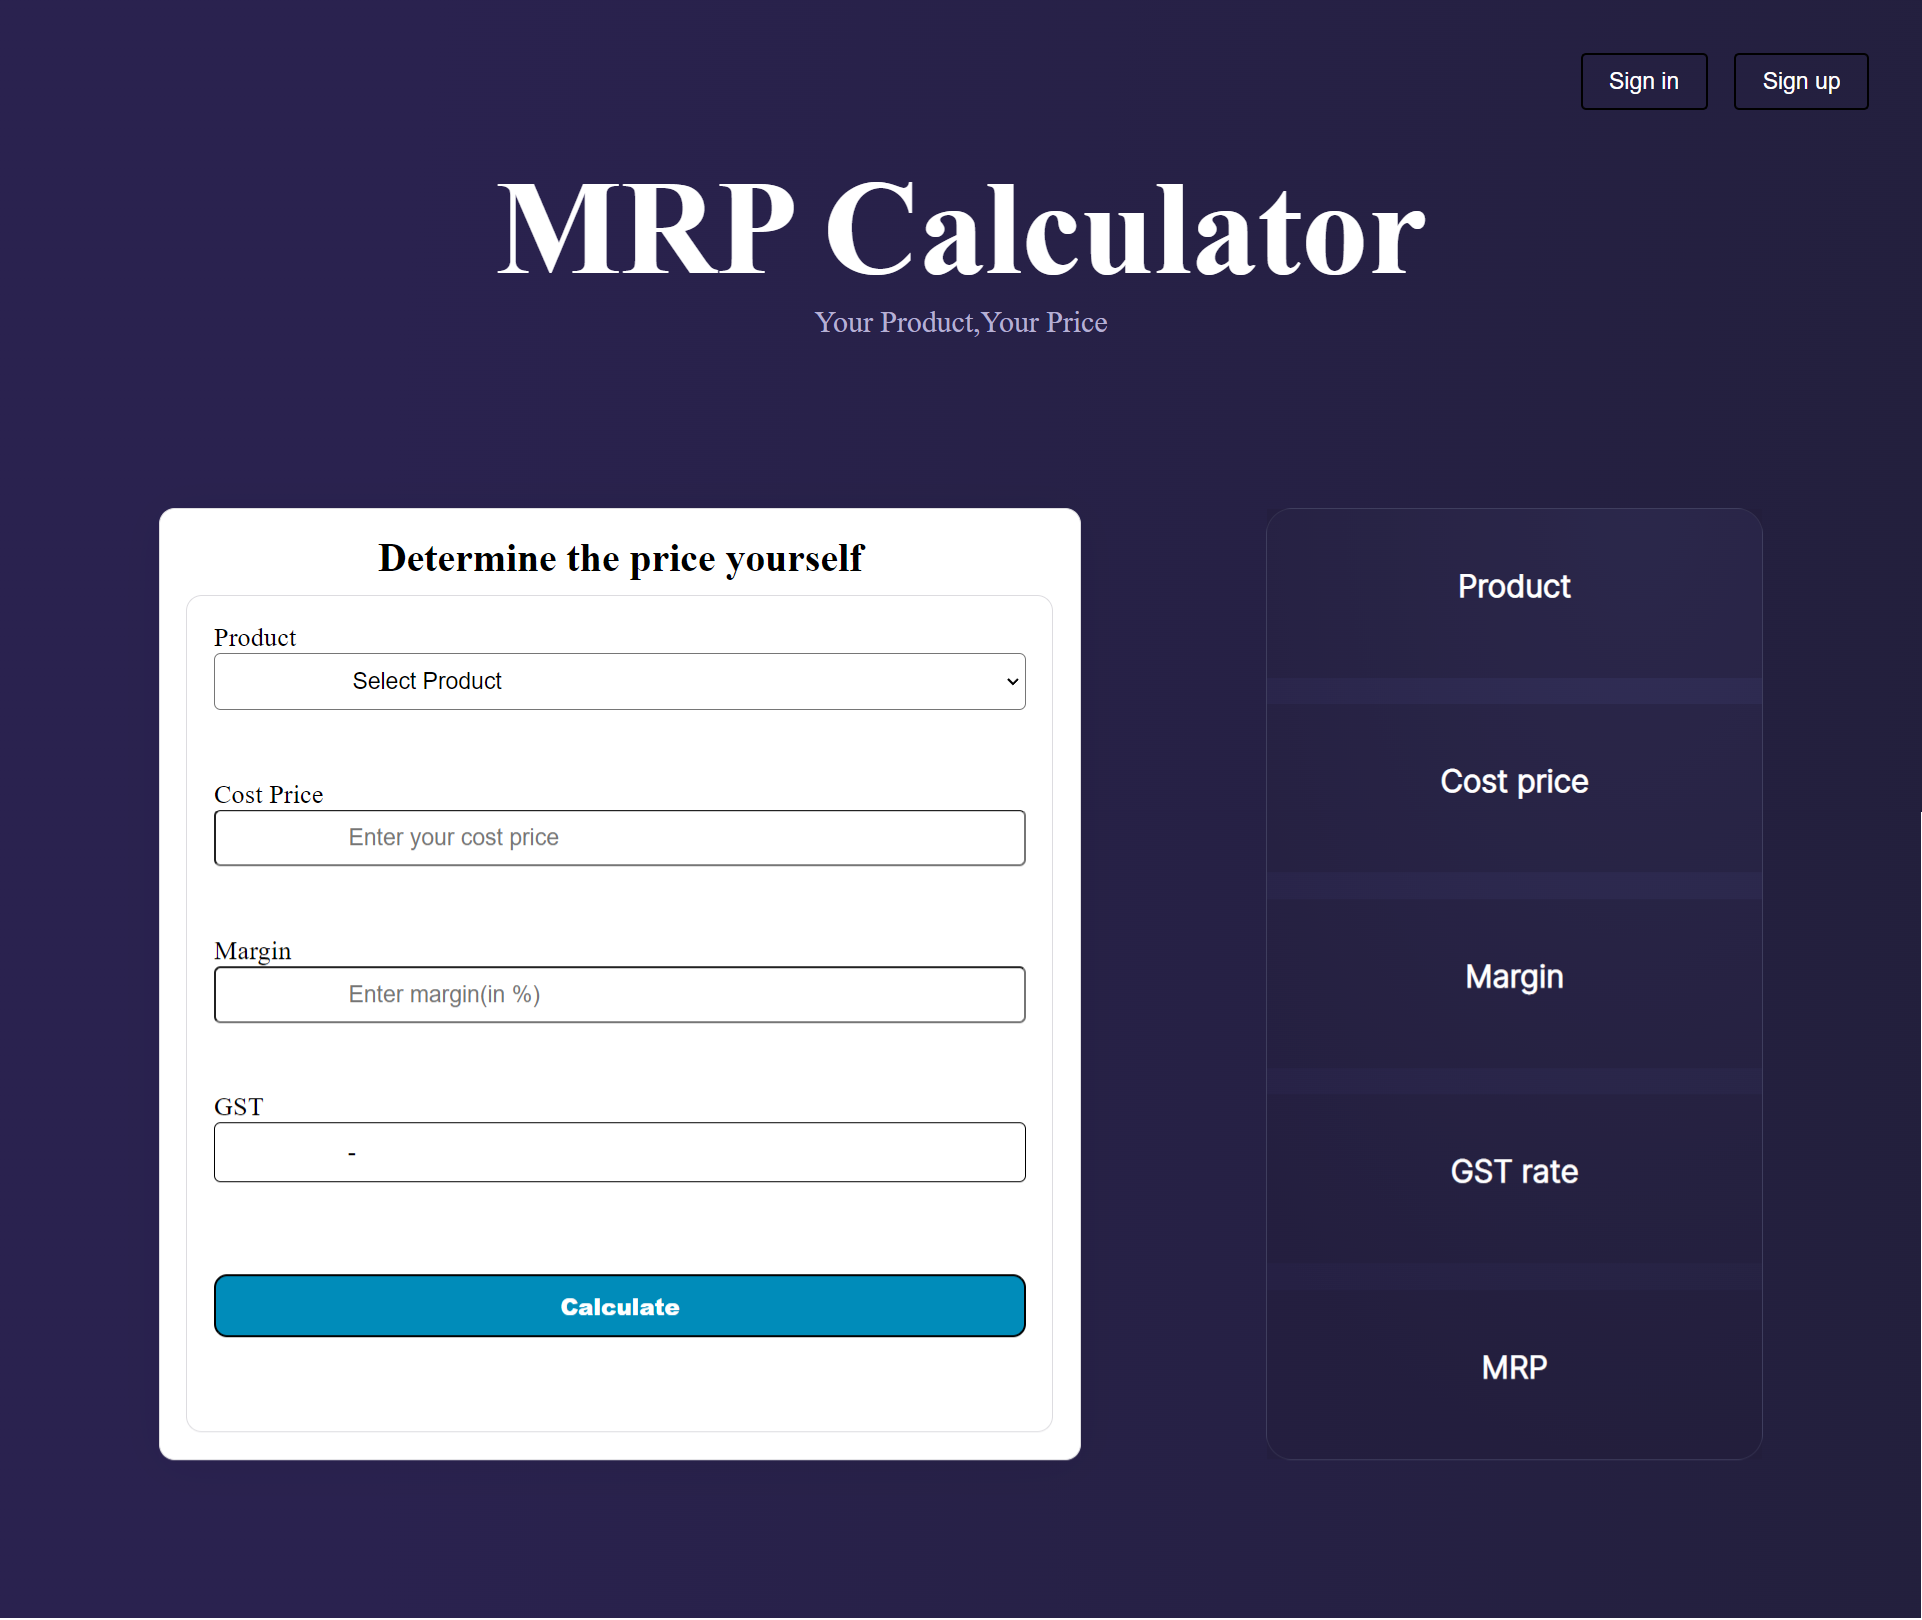 Sign in
Sign up
MRP Calculator
Your Product,Your Price
Determine the price yourself
Product
Select Product
Cost Price
Enter your cost price
Margin
Enter margin(in %)
GST
-
Calculate
Product
Cost price
Margin
GST rate
MRP